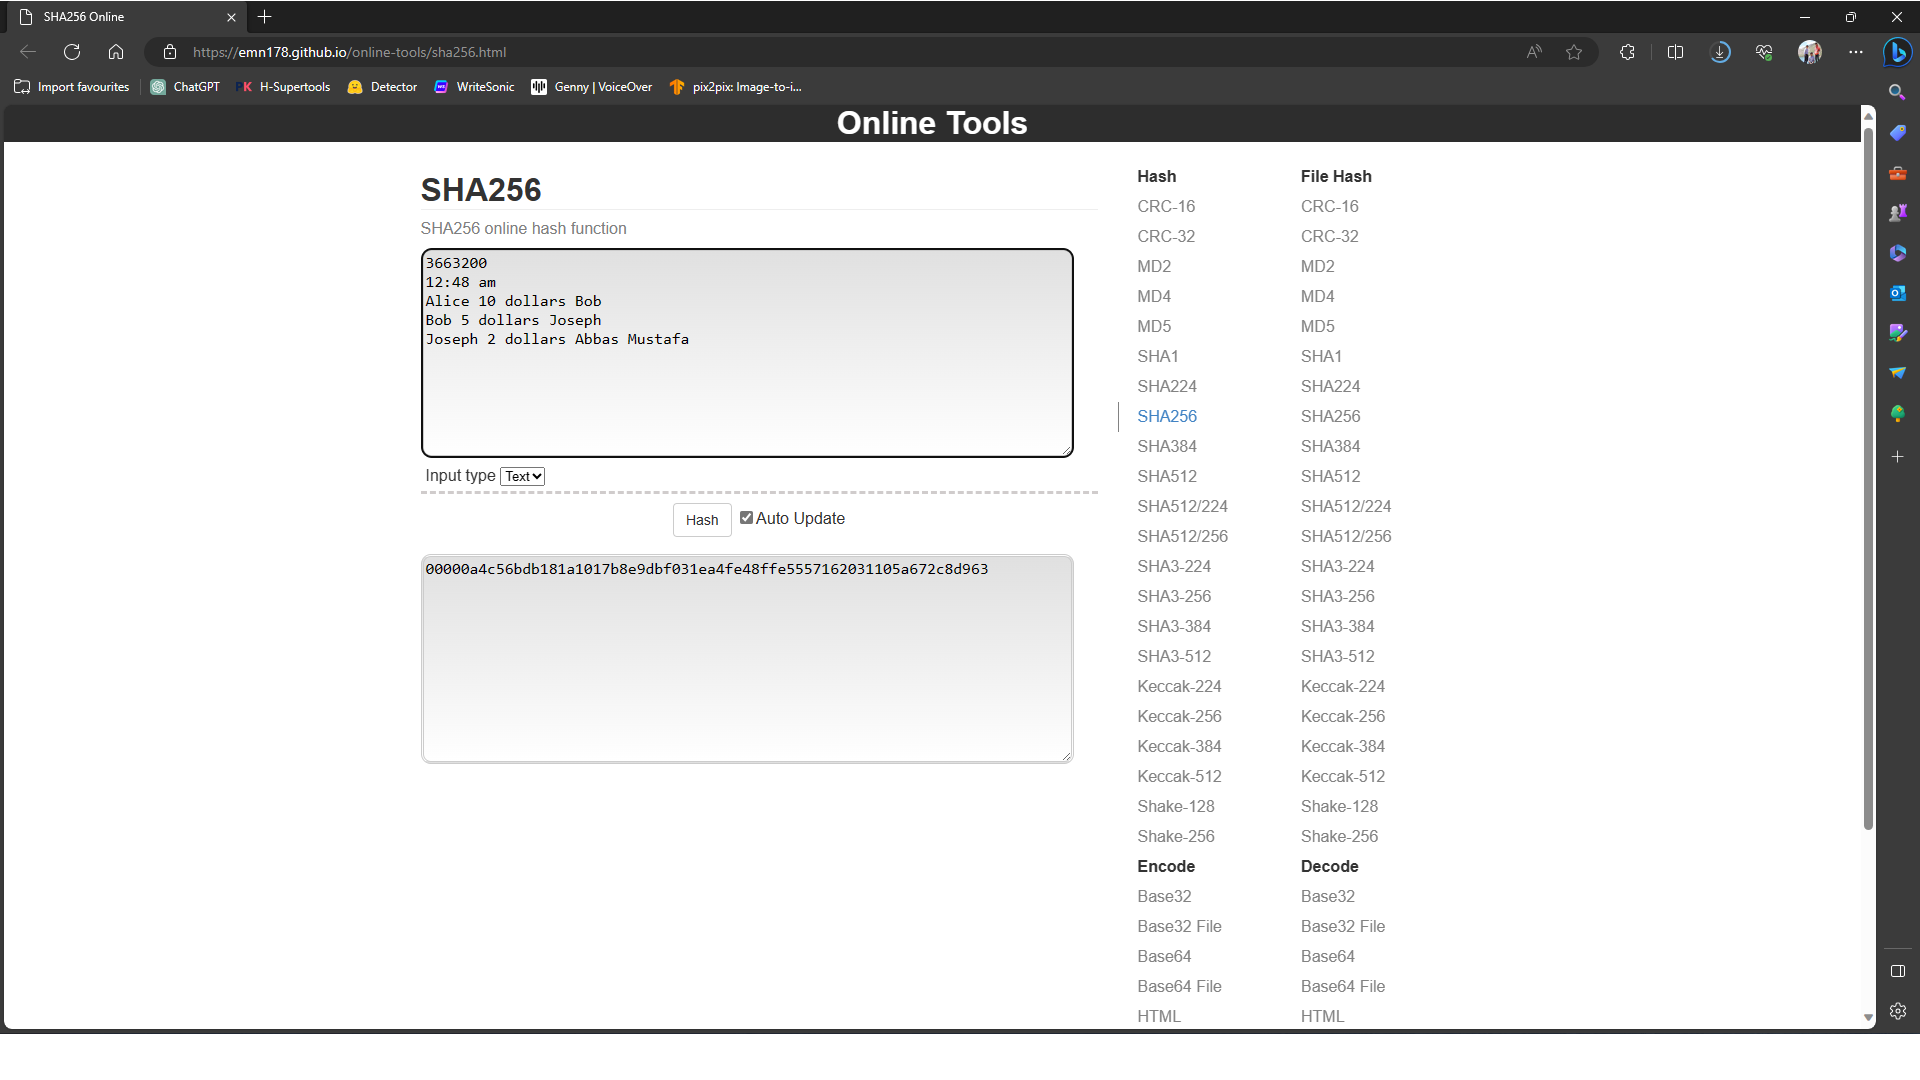 SHA256 Online
https://emn178.github.io/online-tools/sha256.html
Import favourites
ChatGPT
H-Supertools
Detector
WriteSonic
Genny | VoiceOver
pix2pix: Image-to-i...
Online Tools
SHA256
SHA256 online hash function
3663200
12:48 am
Alice 10 dollars Bob
Bob 5 dollars Joseph
Joseph 2 dollars Abbas Mustafa
Input type Text
Hash Auto Update
00000a4c56bdb181a1017b8e9dbf031ea4fe48ffe5557162031105a672c8d963
Hash
CRC-16
CRC-32
MD2
MD4
MD5
SHA1
SHA224
SHA256
SHA384
SHA512
SHA512/224
SHA512/256
SHA3-224
SHA3-256
SHA3-384
SHA3-512
Keccak-224
Keccak-256
Keccak-384
Keccak-512
Shake-128
Shake-256
Encode
Base32
Base32 File
Base64
Base64 File
HTML
File Hash
CRC-16
CRC-32
MD2
MD4
MD5
SHA1
SHA224
SHA256
SHA384
SHA512
SHA512/224
SHA512/256
SHA3-224
SHA3-256
SHA3-384
SHA3-512
Keccak-224
Keccak-256
Keccak-384
Keccak-512
Shake-128
Shake-256
Decode
Base32
Base32 File
Base64
Base64 File
HTML